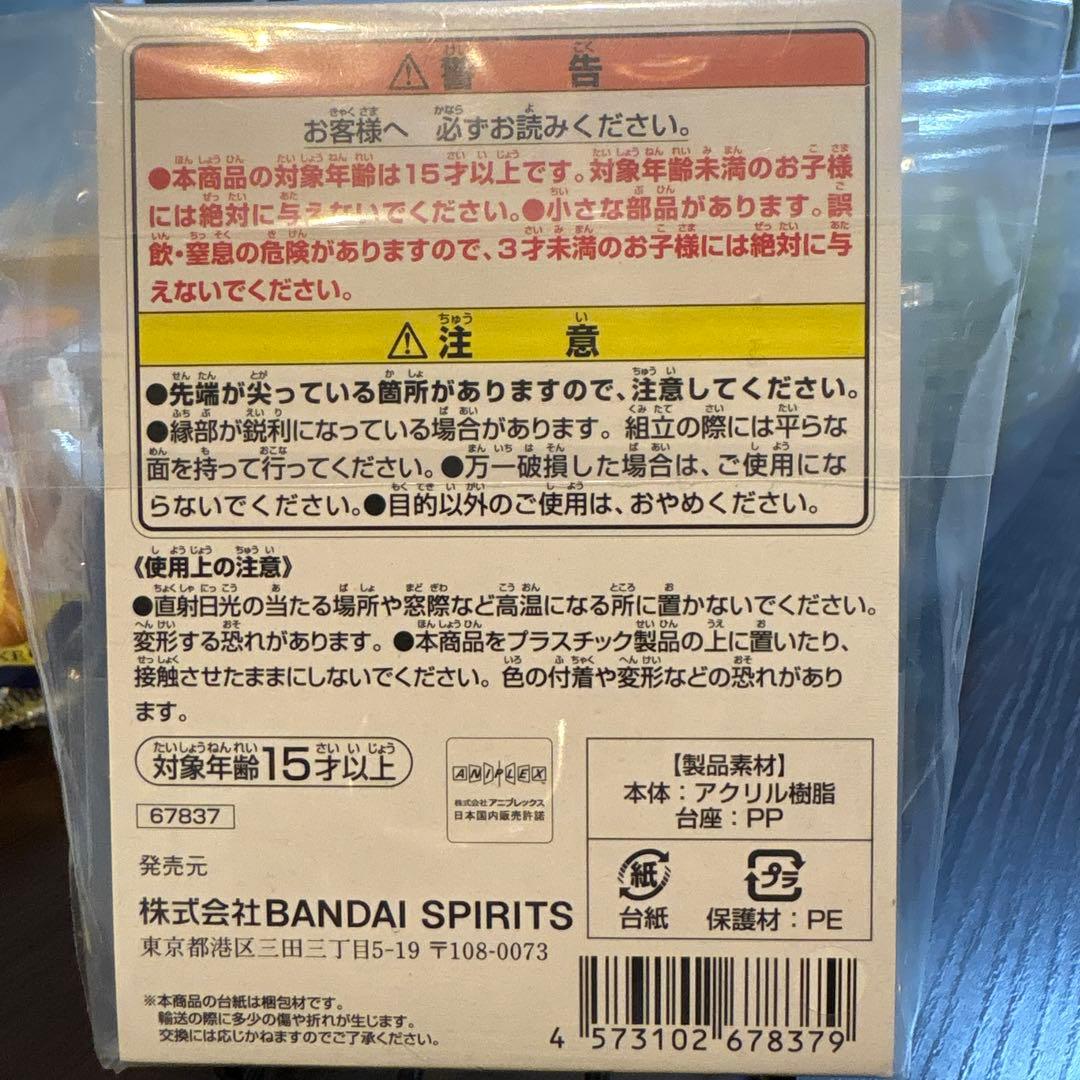 ⚠警告
お客様へ 必ずお読みください。
●本商品の対象年齢は15才以上です。対象年齢未満のお子様
には絶対に与えないでください。●小さな部品があります。誤
飲・窒息の危険がありますので、3才未満のお子様には絶対に与
えないでください。
⚠注意
●先端が尖っている箇所がありますので、注意してください。
●縁部が鋭利になっている場合があります。組立の際には平らな
面を持って行ってください。●万一破損した場合は、ご使用にな
らないでください。●目的以外のご使用は、おやめください。
《使用上の注意》
●直射日光の当たる場所や窓際など高温になる所に置かないでください。
変形する恐れがあります。●本商品をプラスチック製品の上に置いたり、
接触させたままにしないでください。色の付着や変形などの恐れがあり
ます。
対象年齢15才以上
67837
ANIPLEX
株式会社アニプレックス
日本国内販売許諾
【製品素材】
本体：アクリル樹脂
台座：PP
紙
台紙
プラ
保護材：PE
発売元
株式会社BANDAI SPIRITS
東京都港区三田三丁目5-19 〒108-0073
※本商品の台紙は梱包材です。
輸送の際に多少の傷や折れが生じます。
交換には応じかねますのでご了承ください。
4 573102 678379